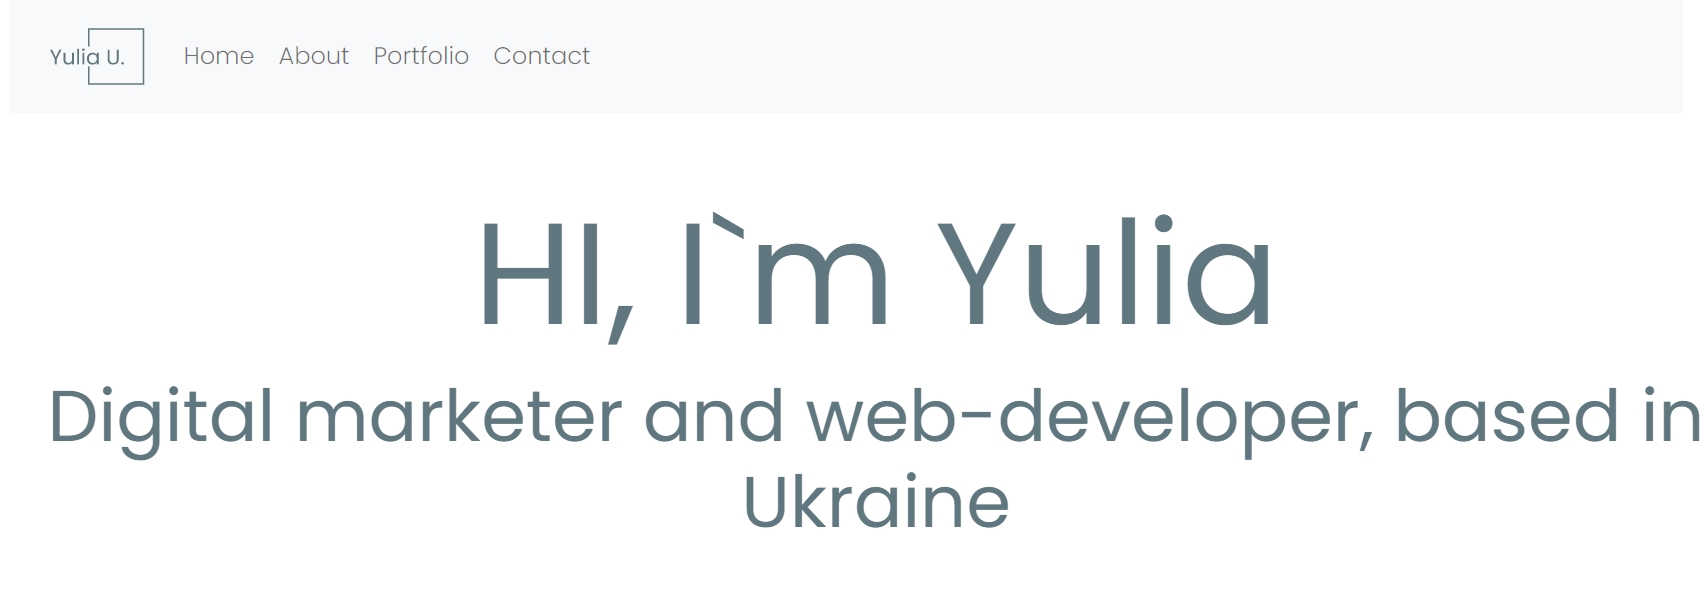 Yulia U. Home About Portfolio Contact
HI, I`m Yulia
Digital marketer and web-developer, based in
Ukraine